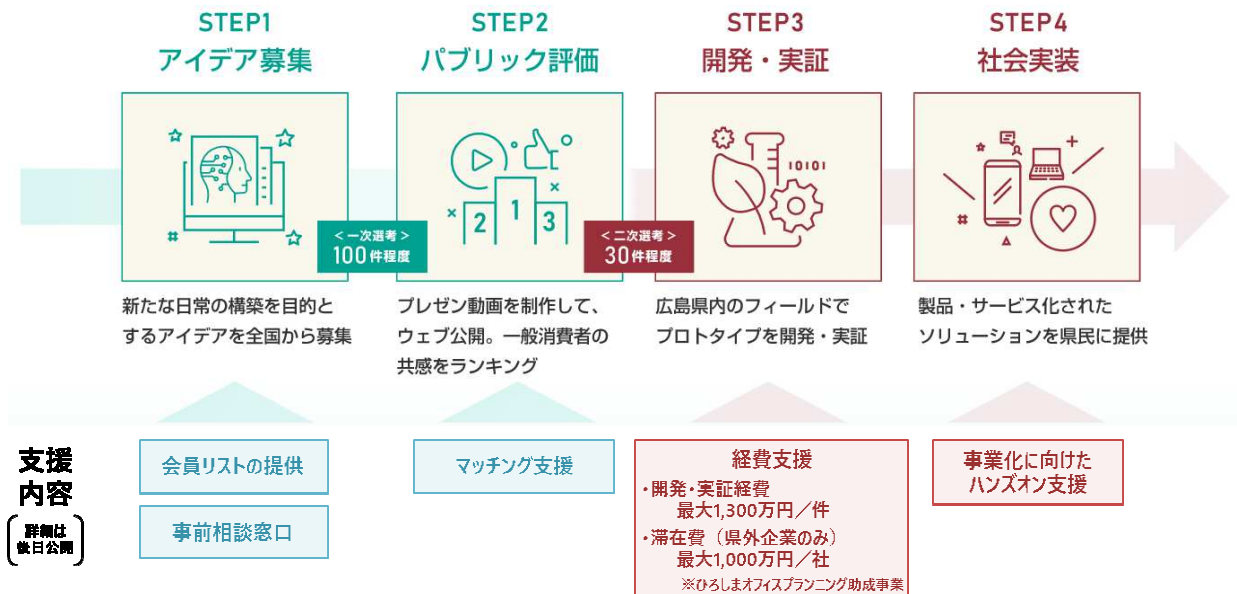 STEP1
アイデア募集
STEP2
パブリック評価
STEP3
開発・実証
STEP4
社会実装
2
1
3
10101
<一次選考>
100件程度
<二次選考>
30件程度
新たな日常の構築を目的と
するアイデアを全国から募集
プレゼン動画を制作して、
ウェブ公開。一般消費者の
共感をランキング
広島県内のフィールドで
プロトタイプを開発・実証
製品・サービス化された
ソリューションを県民に提供
支援
内容
詳細は
後日公開
会員リストの提供
事前相談窓口
マッチング支援
経費支援
・開発・実証経費
最大1,300万円/件
・滞在費(県外企業のみ)
最大1,000万円/社
※ひろしまオフィスプランニング助成事業
事業化に向けた
ハンズオン支援